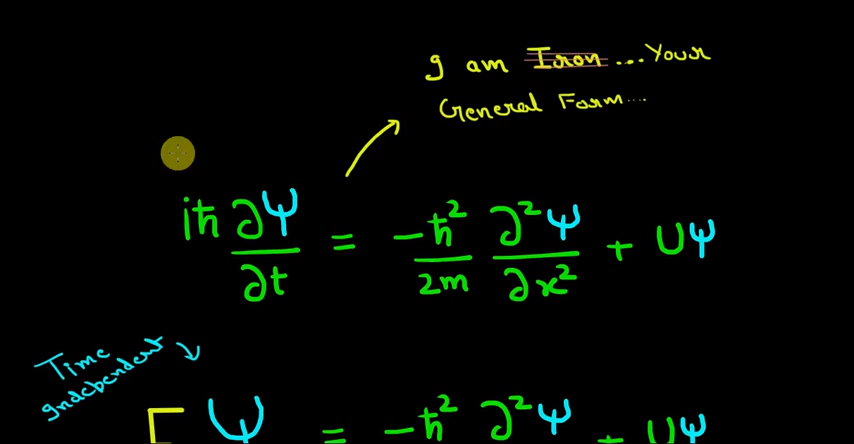 I am Iron ... Your
General Form...
iħ ∂Ψ/∂t = -ħ²/2m ∂²Ψ/∂x² + UΨ
Time
Independent
EΨ = -ħ² ∂²Ψ + UΨ